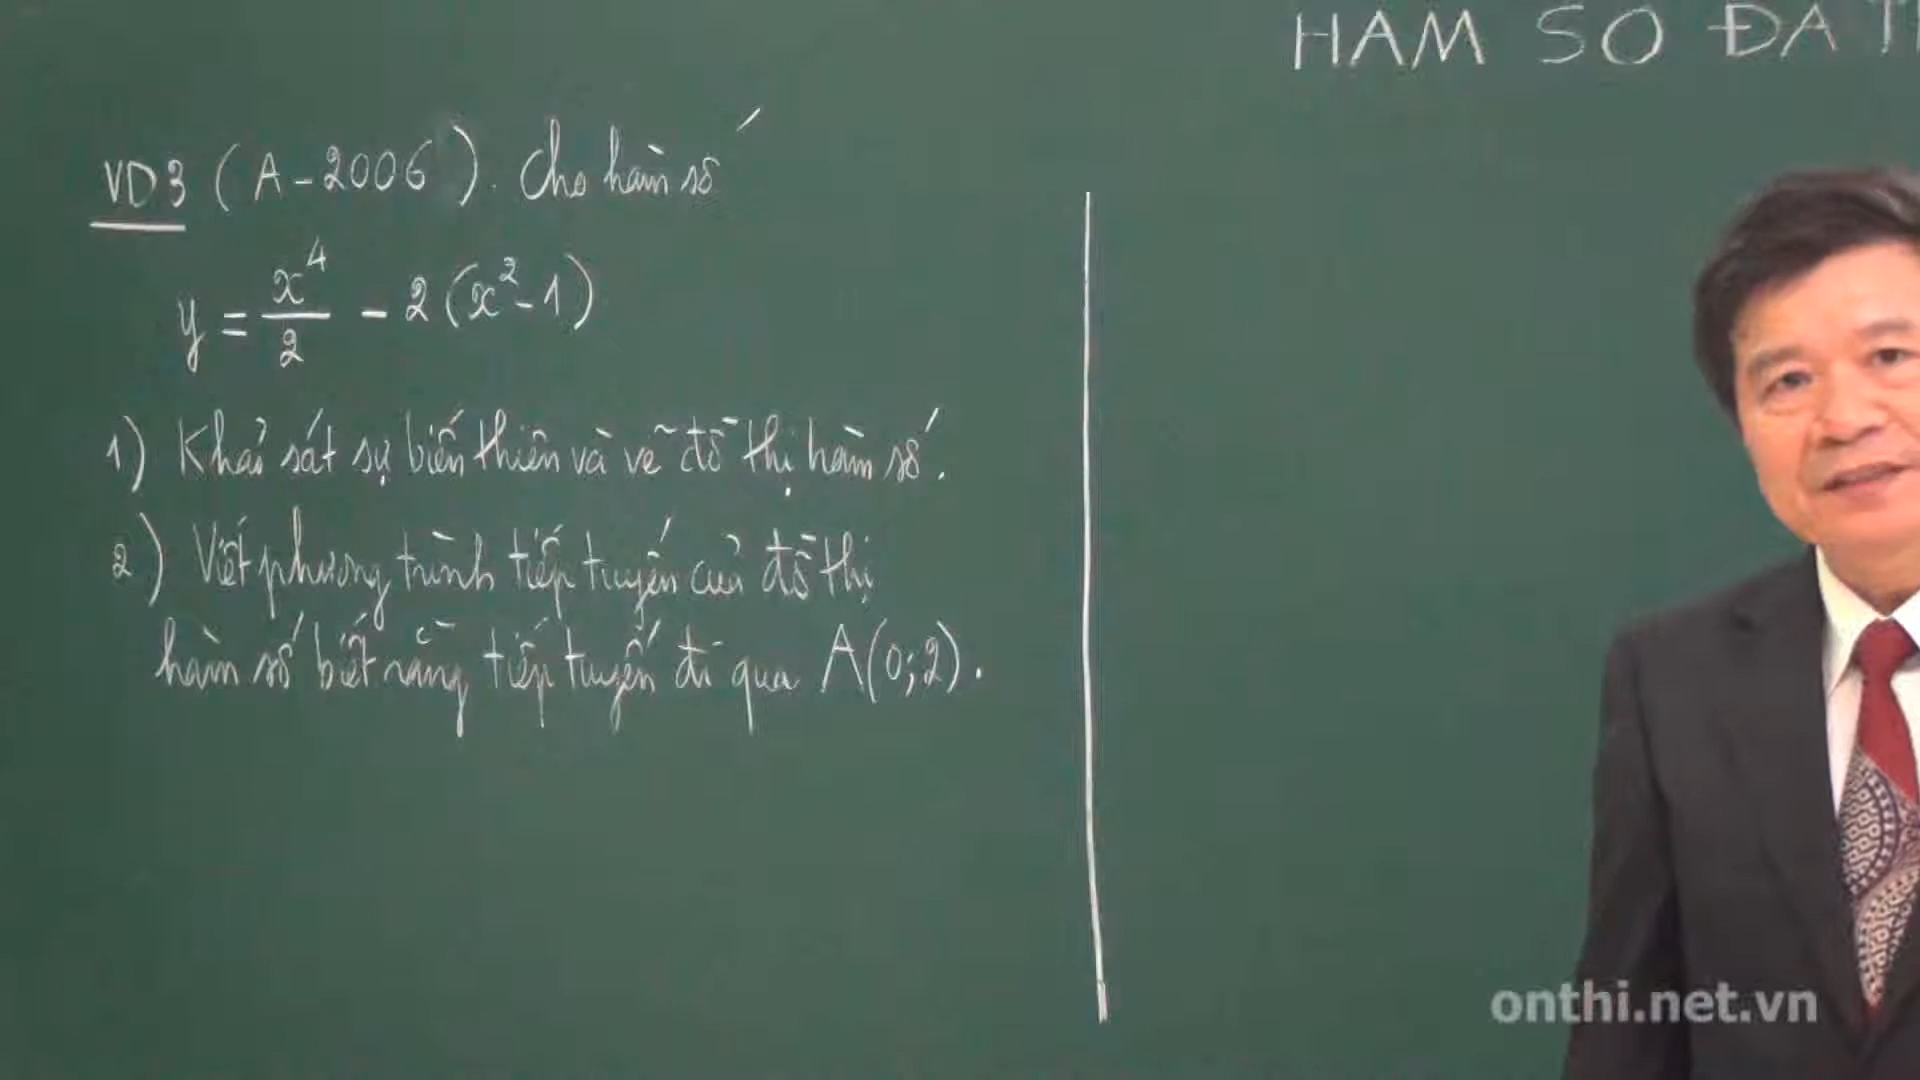 HÀM SỐ ĐA T
VD3 (A-2006). Cho hàm số
y = x^4/2 - 2(x^2-1)
1) Khảo sát sự biến thiên và vẽ đồ thị hàm số.
2) Viết phương trình tiếp tuyến của đồ thị
hàm số biết rằng tiếp tuyến đi qua A(0;2).
onthi.net.vn